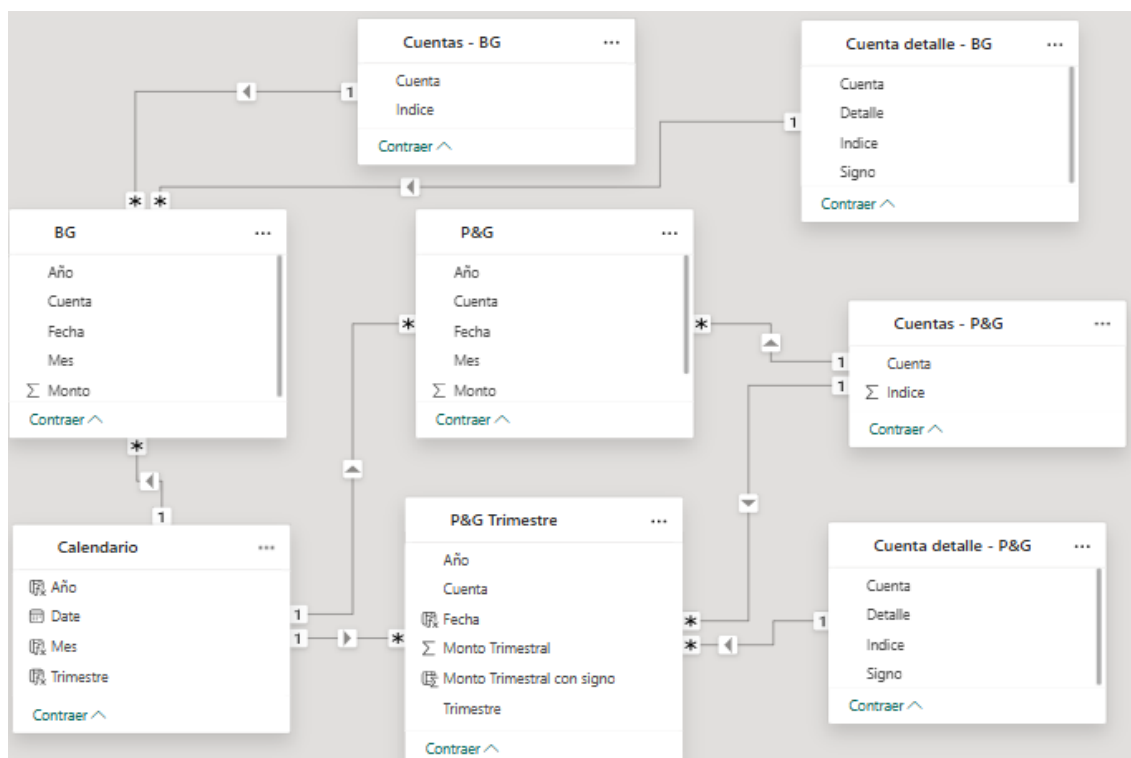 Cuentas - BG
Cuenta
Indice
Contraer
1
Cuenta detalle - BG
Cuenta
Detalle
Indice
Signo
Contraer
1
* *
BG
Año
Cuenta
Fecha
Mes
Σ Monto
Contraer
*
1
P&G
Año
Cuenta
Fecha
Mes
Σ Monto
Contraer
*
*
Cuentas - P&G
Cuenta
Σ Indice
Contraer
1
1
Calendario
Año
Date
Mes
Trimestre
Contraer
1
1
*
P&G Trimestre
Año
Cuenta
Fecha
Σ Monto Trimestral
Monto Trimestral con signo
Trimestre
Contraer
*
*
1
Cuenta detalle - P&G
Cuenta
Detalle
Indice
Signo
Contraer